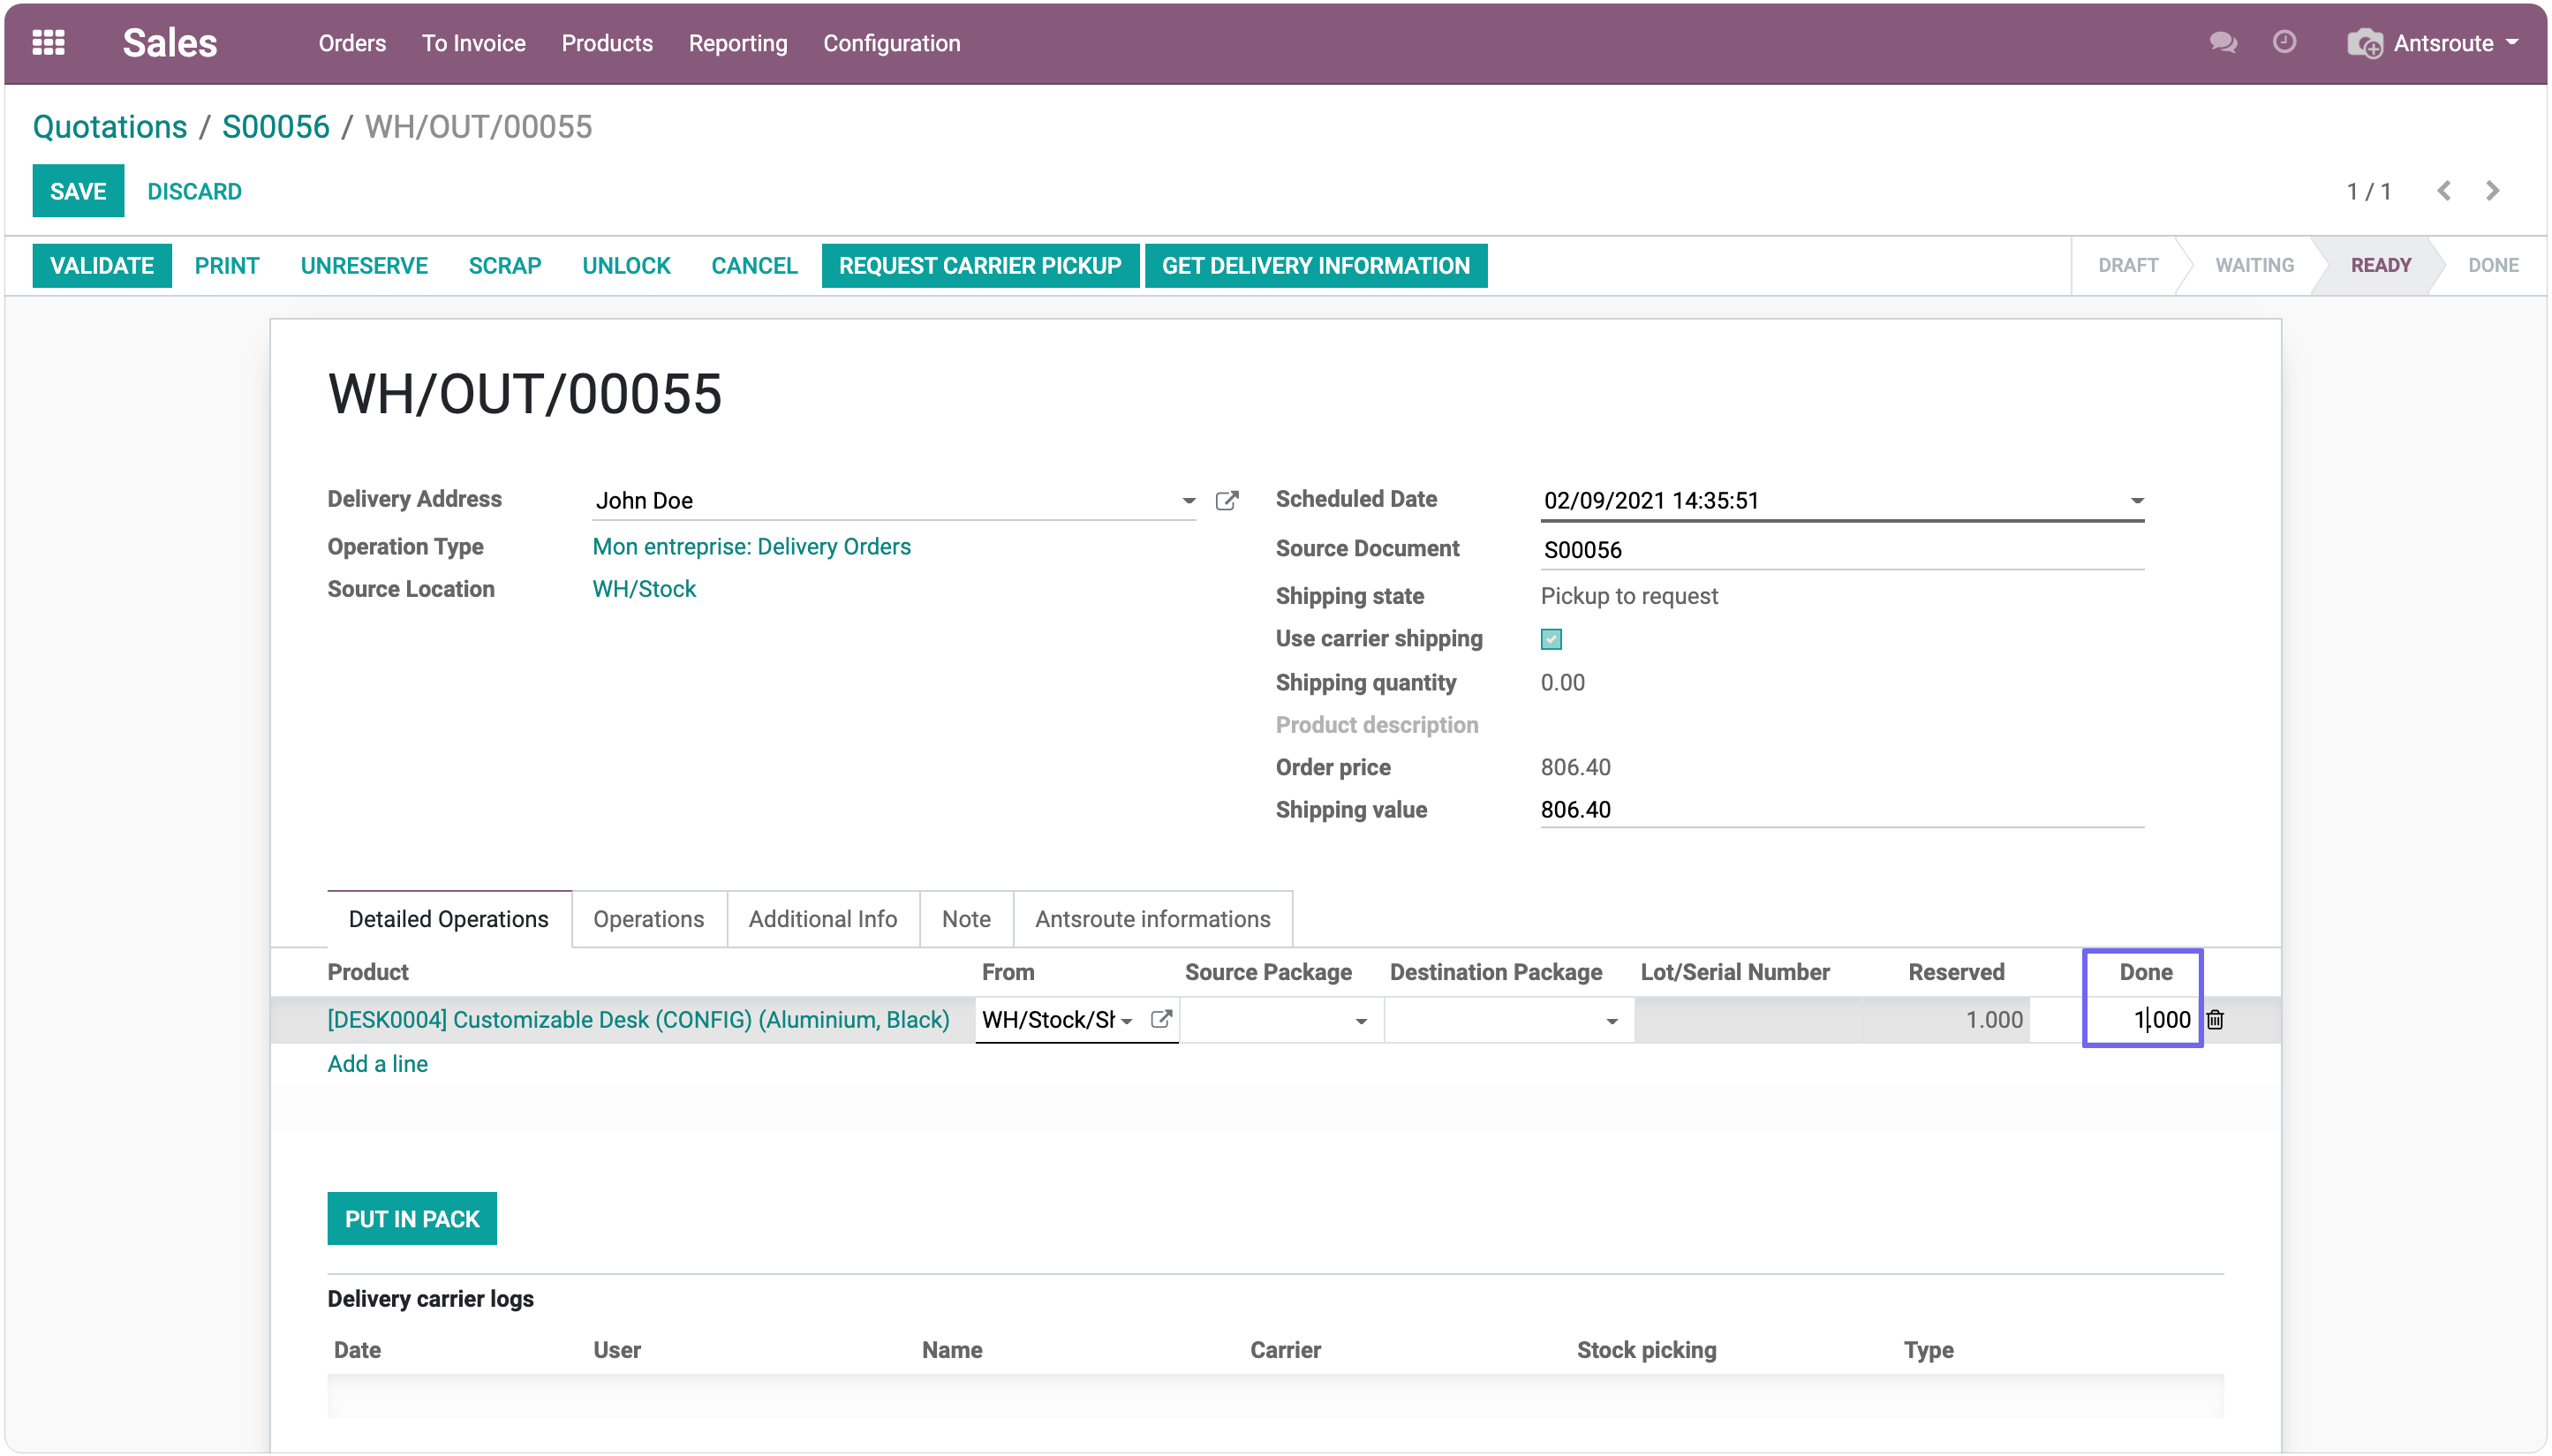 Sales Orders To Invoice Products Reporting Configuration Antsroute
Quotations / S00056 / WH/OUT/00055
SAVE DISCARD 1 / 1
VALIDATE PRINT UNRESERVE SCRAP UNLOCK CANCEL REQUEST CARRIER PICKUP GET DELIVERY INFORMATION DRAFT WAITING READY DONE
WH/OUT/00055
Delivery Address John Doe
Operation Type Mon entreprise: Delivery Orders
Source Location WH/Stock
Scheduled Date 02/09/2021 14:35:51
Source Document S00056
Shipping state Pickup to request
Use carrier shipping
Shipping quantity 0.00
Product description
Order price 806.40
Shipping value 806.40
Detailed Operations Operations Additional Info Note Antsroute informations
Product From Source Package Destination Package Lot/Serial Number Reserved Done
[DESK0004] Customizable Desk (CONFIG) (Aluminium, Black) WH/Stock/Sh 1.000 1.000
Add a line
PUT IN PACK
Delivery carrier logs
Date User Name Carrier Stock picking Type